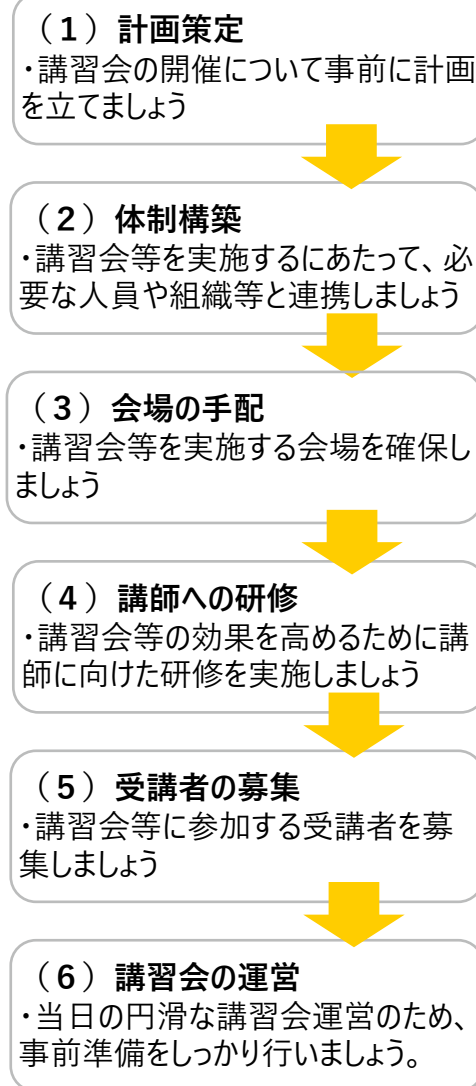 （1）計画策定
・講習会の開催について事前に計画
を立てましょう
（2）体制構築
・講習会等を実施するにあたって、必
要な人員や組織等と連携しましょう
（3）会場の手配
・講習会等を実施する会場を確保し
ましょう
（4）講師への研修
・講習会等の効果を高めるために講
師に向けた研修を実施しましょう
（5）受講者の募集
・講習会等に参加する受講者を募
集しましょう
（6）講習会の運営
・当日の円滑な講習会運営のため、
事前準備をしっかり行いましょう。